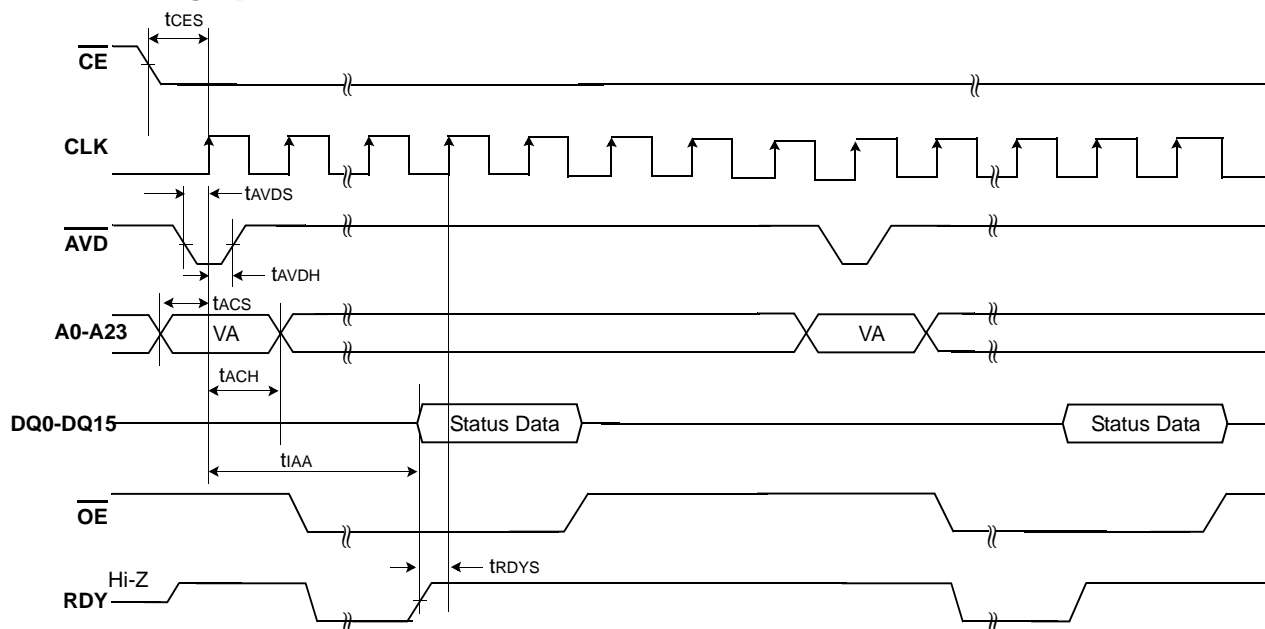 tCES
CE
CLK
tAVDS
AVD
tAVDH
tACS
A0-A23
VA
VA
tACH
DQ0-DQ15
Status Data
Status Data
tIAA
OE
tRDYS
Hi-Z
RDY